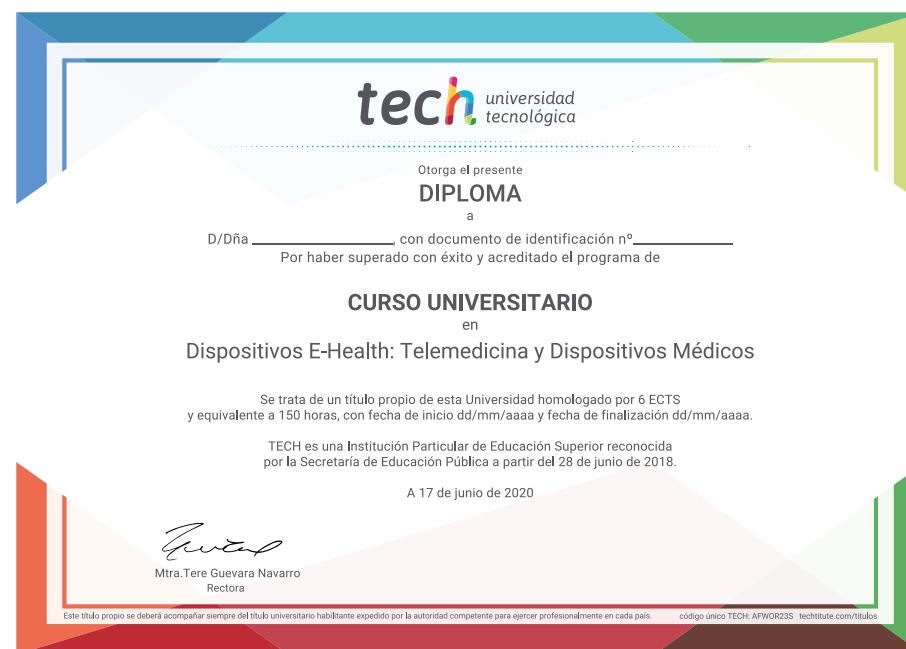 tech universidad
tecnológica
Otorga el presente
DIPLOMA
a
D/Dña ____________________, con documento de identificación nº______________
Por haber superado con éxito y acreditado el programa de
CURSO UNIVERSITARIO
en
Dispositivos E-Health: Telemedicina y Dispositivos Médicos
Se trata de un título propio de esta Universidad homologado por 6 ECTS
y equivalente a 150 horas, con fecha de inicio dd/mm/aaaa y fecha de finalización dd/mm/aaaa.
TECH es una Institución Particular de Educación Superior reconocida
por la Secretaría de Educación Pública a partir del 28 de junio de 2018.
A 17 de junio de 2020
Mtra.Tere Guevara Navarro
Rectora
Este título propio se deberá acompañar siempre del título universitario habilitante expedido por la autoridad competente para ejercer profesionalmente en cada país. código único TECH: AFWOR23S techtitute.com/titulos